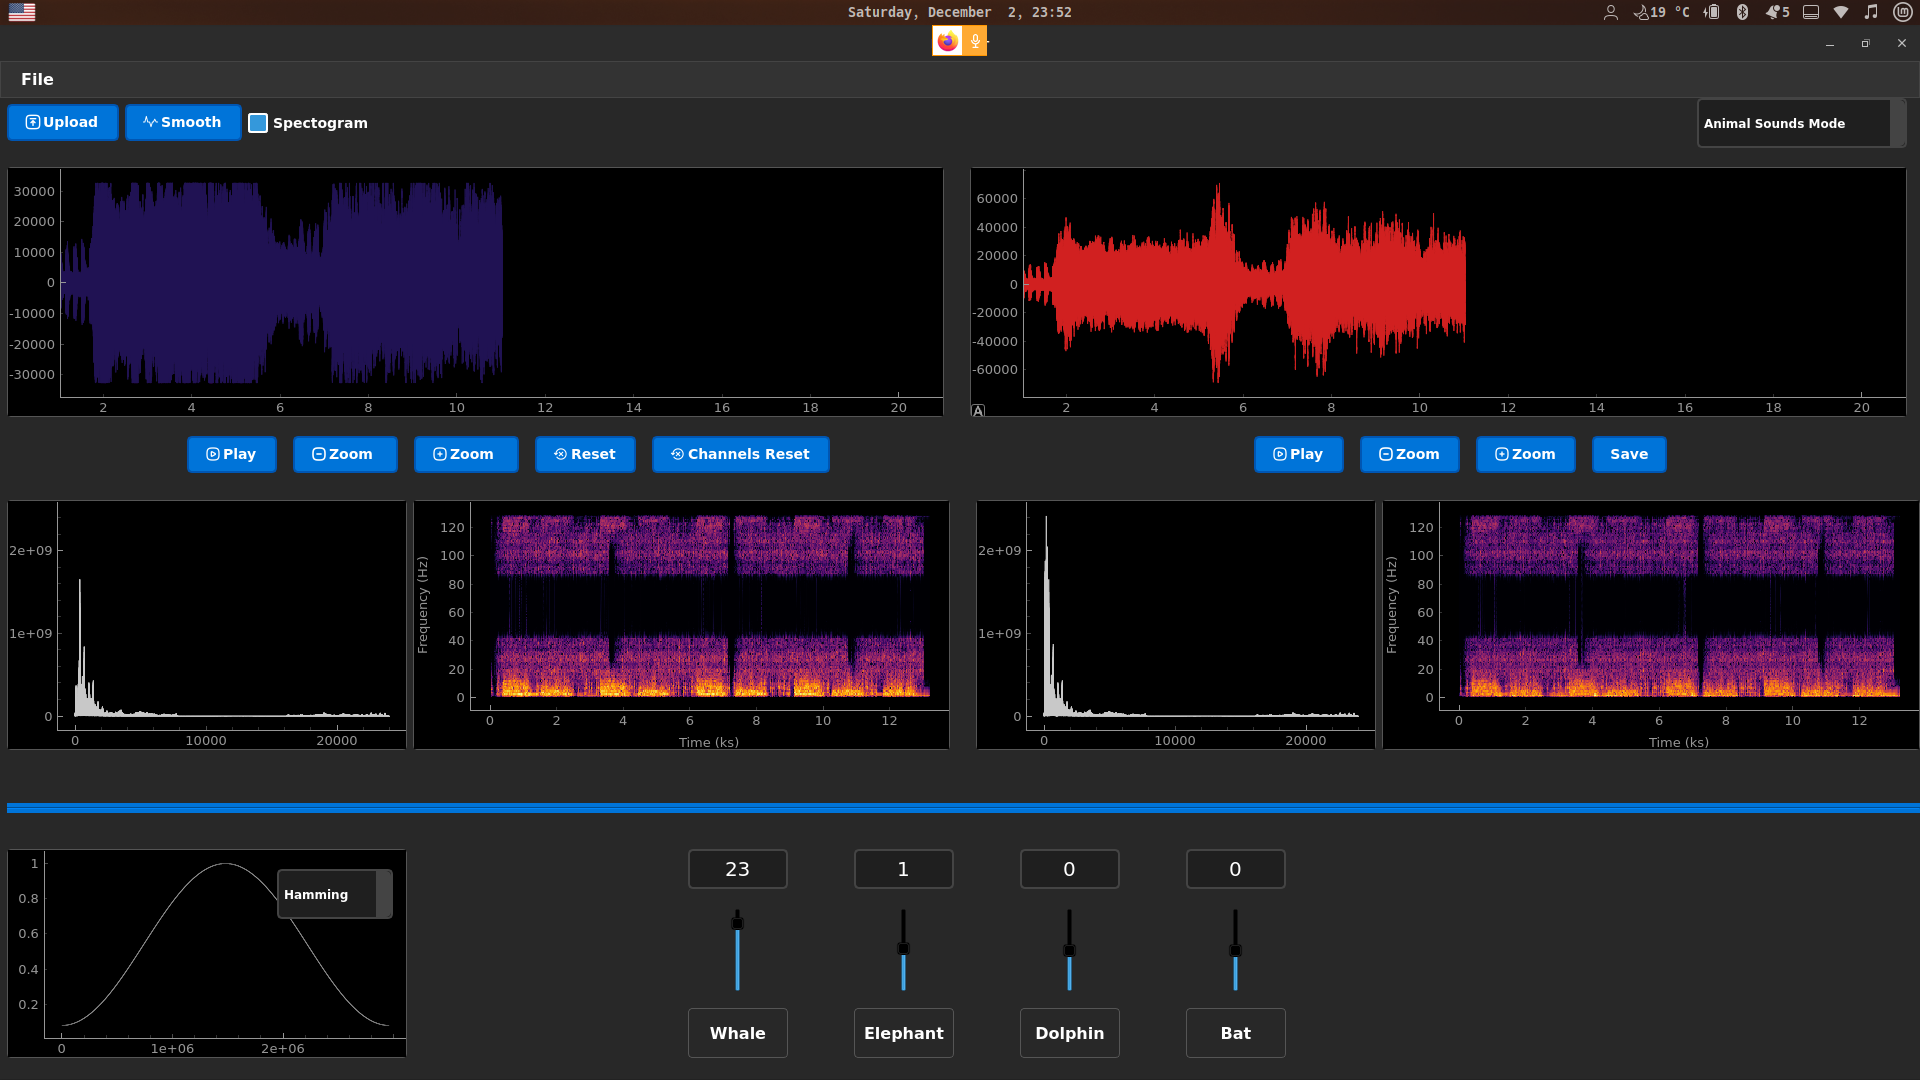 Saturday, December  2, 23:52
19 °C
5
File
Upload
Smooth
Spectogram
Animal Sounds Mode
30000
20000
10000
0
-10000
-20000
-30000
2 4 6 8 10 12 14 16 18 20
60000
40000
20000
0
-20000
-40000
-60000
A
2 4 6 8 10 12 14 16 18 20
Play
Zoom
Zoom
Reset
Channels Reset
Play
Zoom
Zoom
Save
2e+09
1e+09
0
0 10000 20000
Frequency (Hz)
120
100
80
60
40
20
0
0 2 4 6 8 10 12
Time (ks)
2e+09
1e+09
0
0 10000 20000
Frequency (Hz)
120
100
80
60
40
20
0
0 2 4 6 8 10 12
Time (ks)
1
0.8
0.6
0.4
0.2
0 1e+06 2e+06
Hamming
23
1
0
0
Whale
Elephant
Dolphin
Bat